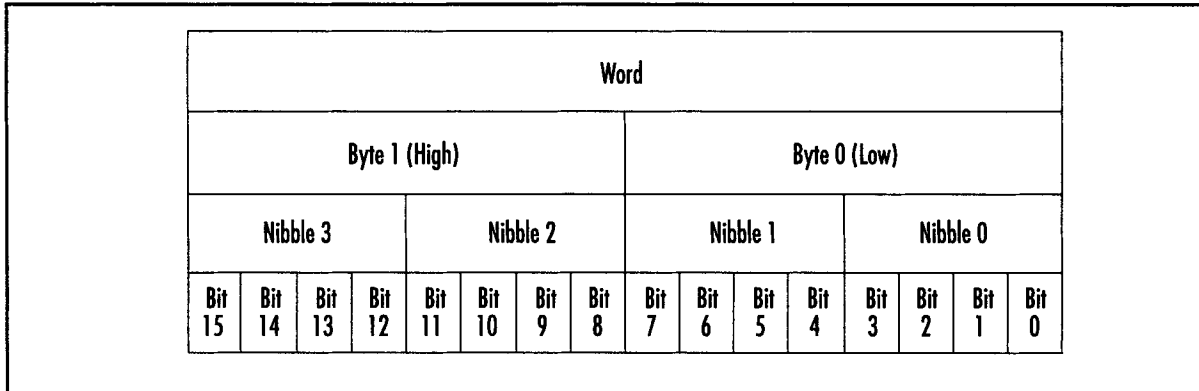 Word
Byte 1 (High) Byte 0 (Low)
Nibble 3 Nibble 2 Nibble 1 Nibble 0
Bit Bit Bit Bit Bit Bit Bit Bit Bit Bit Bit Bit Bit Bit Bit Bit
15 14 13 12 11 10 9 8 7 6 5 4 3 2 1 0